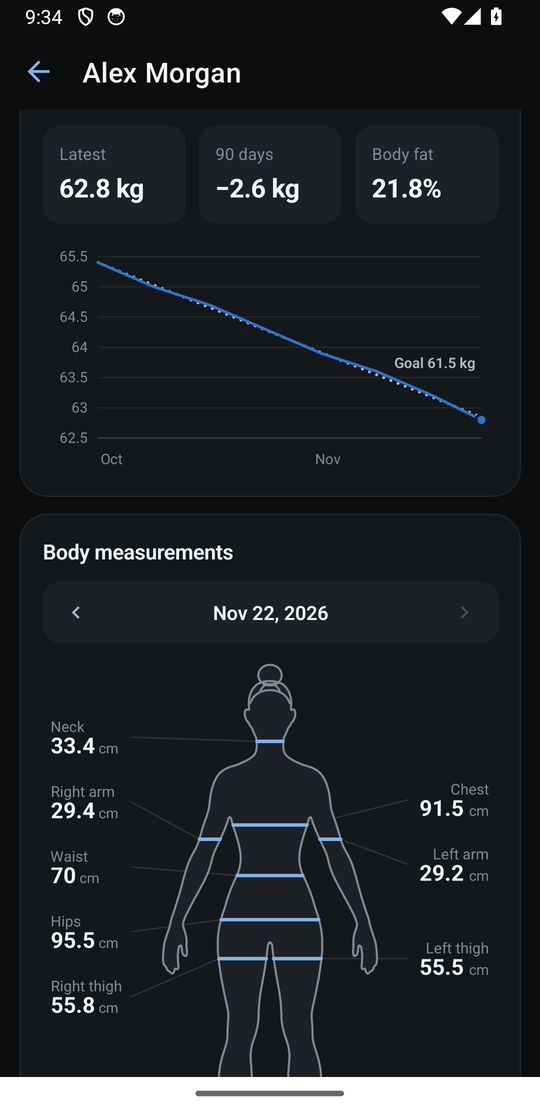 9:34
Alex Morgan
Latest
62.8 kg
90 days
−2.6 kg
Body fat
21.8%
65.5
65
64.5
64
Goal 61.5 kg
63.5
63
62.5
Oct
Nov
Body measurements
Nov 22, 2026
Neck
33.4 cm
Right arm
29.4 cm
Waist
70 cm
Hips
95.5 cm
Right thigh
55.8 cm
Chest
91.5 cm
Left arm
29.2 cm
Left thigh
55.5 cm